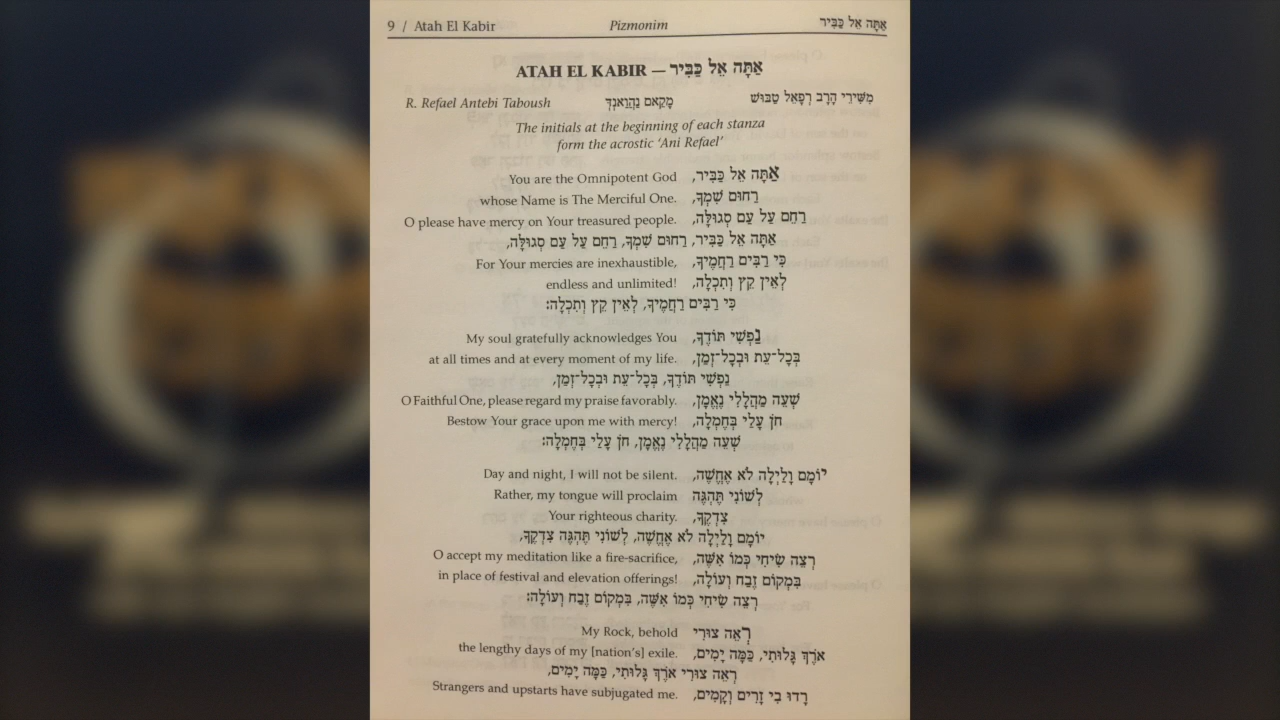 9 / Atah El Kabir Pizmonim אַתָּה אֵל כַּבִּיר
ATAH EL KABIR — אַתָּה אֵל כַּבִּיר
R. Refael Antebi Taboush מָקַאם נַהֲוַאנְדְּ מִשִּׁירֵי הָרָב רְפָאֵל טַבּוּשׁ
The initials at the beginning of each stanza
form the acrostic ‘Ani Refael’
You are the Omnipotent God אַתָּה אֵל כַּבִּיר,
whose Name is The Merciful One. רַחוּם שִׁמְךָ,
O please have mercy on Your treasured people. רַחֵם עַל עַם סְגוּלָּה,
אַתָּה אֵל כַּבִּיר, רַחוּם שִׁמְךָ, רַחֵם עַל עַם סְגוּלָּה,
For Your mercies are inexhaustible, כִּי רַבִּים רַחֲמֶיךָ,
endless and unlimited! לְאֵין קֵץ וְתִכְלָה,
כִּי רַבִּים רַחֲמֶיךָ, לְאֵין קֵץ וְתִכְלָה:
My soul gratefully acknowledges You נַפְשִׁי תּוֹדֶךָּ,
at all times and at every moment of my life. בְּכָל־עֵת וּבְכָל־זְמַן,
נַפְשִׁי תּוֹדֶךָּ, בְּכָל־עֵת וּבְכָל־זְמַן,
O Faithful One, please regard my praise favorably. שְׁעֵה מַהֲלָלִי נֶאֱמָן,
Bestow Your grace upon me with mercy! חֹן עָלַי בְּחֶמְלָה,
שְׁעֵה מַהֲלָלִי נֶאֱמָן, חֹן עָלַי בְּחֶמְלָה:
Day and night, I will not be silent. יוֹמָם וָלַיְלָה לֹא אֶחֱשֶׁה,
Rather, my tongue will proclaim לְשׁוֹנִי תֶּהְגֶּה
Your righteous charity. צִדְקֶךָ,
יוֹמָם וָלַיְלָה לֹא אֶחֱשֶׁה, לְשׁוֹנִי תֶּהְגֶּה צִדְקֶךָ,
O accept my meditation like a fire-sacrifice, רְצֵה שִׂיחִי כְּמוֹ אִשֶּׁה,
in place of festival and elevation offerings! בִּמְקוֹם זֶבַח וְעוֹלָה,
רְצֵה שִׂיחִי כְּמוֹ אִשֶּׁה, בִּמְקוֹם זֶבַח וְעוֹלָה:
My Rock, behold רְאֵה צוּרִי
the lengthy days of my [nation's] exile. אֹרֶךְ גָּלוּתִי, כַּמָּה יָמִים,
רְאֵה צוּרִי אֹרֶךְ גָּלוּתִי, כַּמָּה יָמִים,
Strangers and upstarts have subjugated me. רָדוּ בִי זָרִים וְקָמִים,